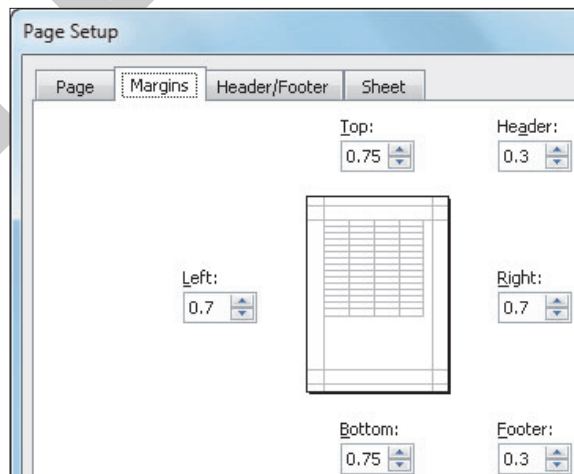 Page Setup
Page Margins Header/Footer Sheet
Top: Header:
0.75 0.3
Left: Right:
0.7 0.7
Bottom: Footer:
0.75 0.3